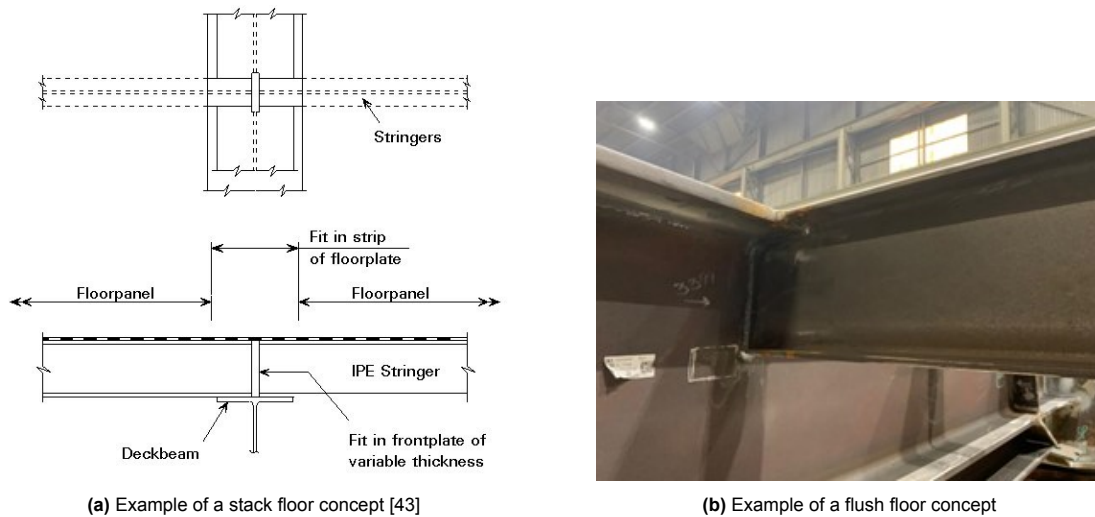 Stringers
Fit in strip
of floorplate
Floorpanel
Floorpanel
IPE Stringer
Deckbeam
Fit in frontplate of
variable thickness
(a) Example of a stack floor concept [43]
(b) Example of a flush floor concept